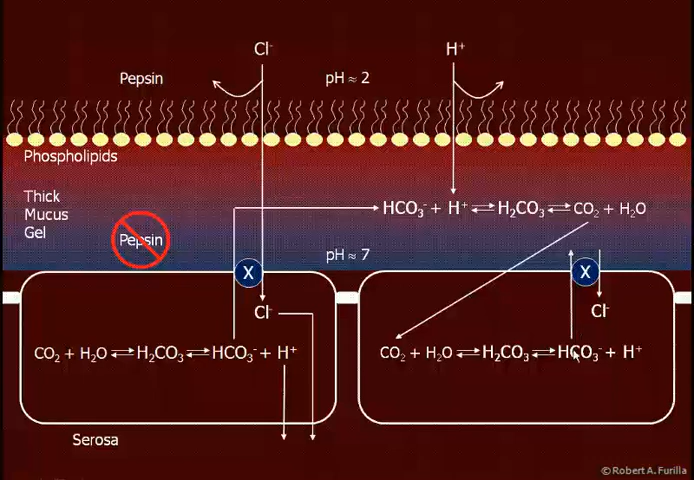 Cl⁻
H⁺
Pepsin
pH ≈ 2
Phospholipids
Thick
Mucus
Gel
HCO₃⁻ + H⁺ ⇌ H₂CO₃ ⇌ CO₂ + H₂O
Pepsin
pH ≈ 7
X
X
Cl⁻
Cl⁻
CO₂ + H₂O ⇌ H₂CO₃ ⇌ HCO₃⁻ + H⁺
CO₂ + H₂O ⇌ H₂CO₃ ⇌ HCO₃⁻ + H⁺
Serosa
© Robert A. Furilla